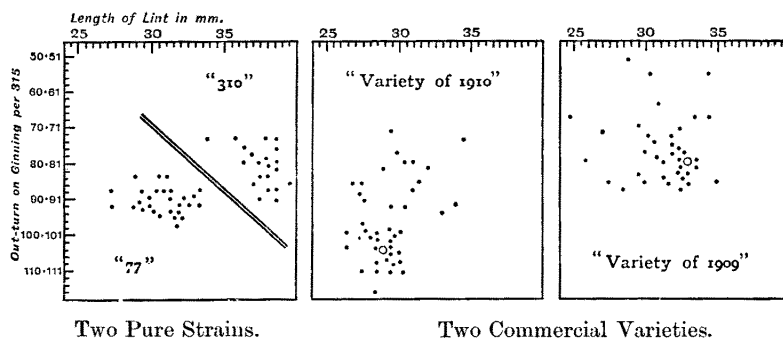 Length of Lint in mm.
25 30 35 25 30 35 25 30 35
Out-turn on Ginning per 315
50·51
60·61
70·71
80·81
90·91
100·101
110·111
"310"
"77"
"Variety of 1910"
"Variety of 1909"
Two Pure Strains.
Two Commercial Varieties.